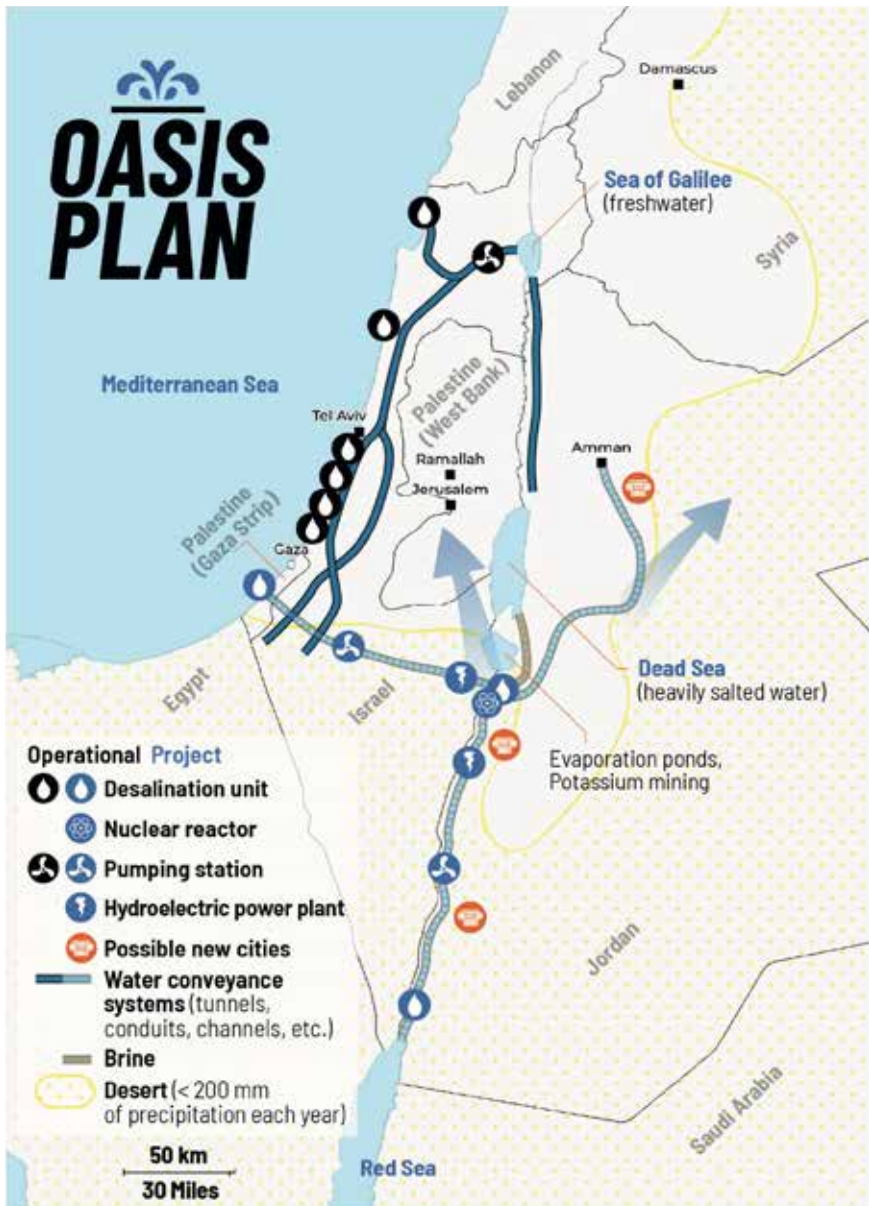 OASIS
PLAN
Lebanon
Damascus
Sea of Galilee
(freshwater)
Syria
Mediterranean Sea
Palestine
(West Bank)
Tel Aviv
Amman
Ramallah
Jerusalem
Palestine
(Gaza Strip)
Gaza
Egypt
Israel
Dead Sea
(heavily salted water)
Evaporation ponds,
Potassium mining
Operational Project
Desalination unit
Nuclear reactor
Pumping station
Hydroelectric power plant
Possible new cities
Water conveyance
systems (tunnels,
conduits, channels, etc.)
Brine
Desert (< 200 mm
of precipitation each year)
50 km
30 Miles
Jordan
Saudi Arabia
Red Sea